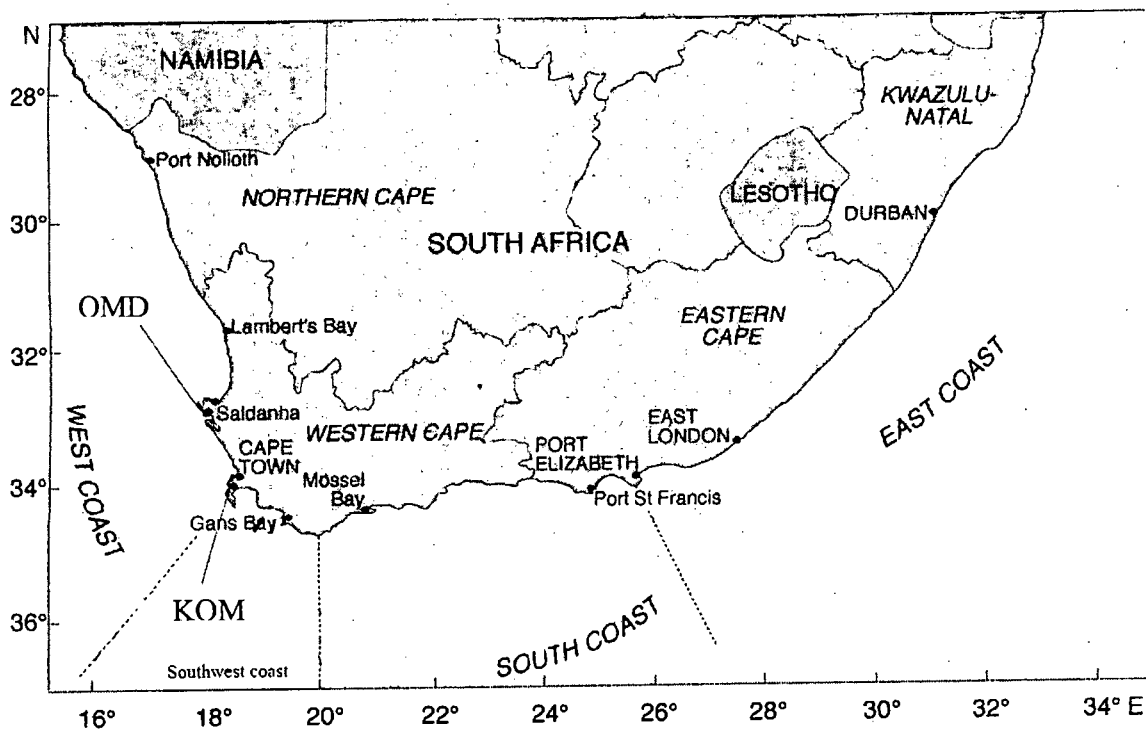 N
NAMIBIA
28°
KWAZULU-
NATAL
Port Nolloth
NORTHERN CAPE
LESOTHO
DURBAN
30°
SOUTH AFRICA
OMD
Lambert's Bay
EASTERN
CAPE
32°
Saldanha
WESTERN CAPE
WEST COAST
CAPE
TOWN
EAST
LONDON
EAST COAST
PORT
ELIZABETH
Mossel
Bay
34°
Port St Francis
Gans Bay
KOM
36°
SOUTH COAST
Southwest coast
16°
18°
20°
22°
24°
26°
28°
30°
32°
34° E